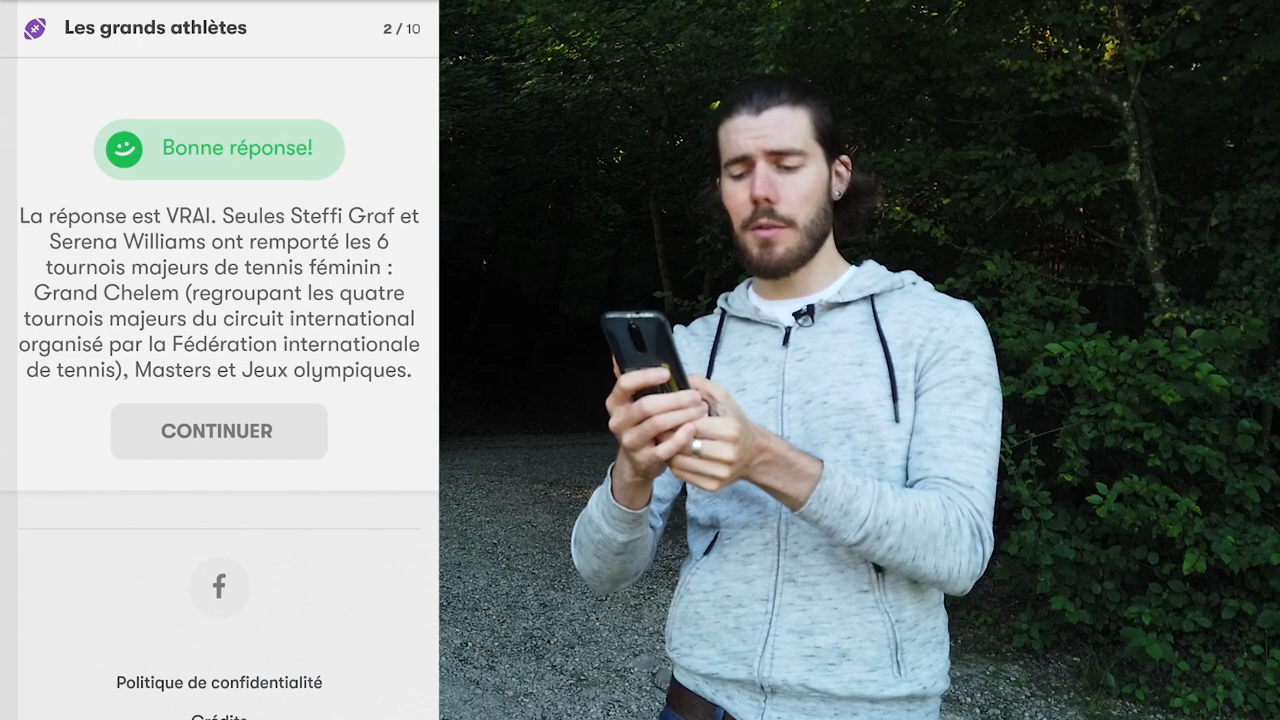 Les grands athlètes
2 / 10
Bonne réponse!
La réponse est VRAI. Seules Steffi Graf et
Serena Williams ont remporté les 6
tournois majeurs de tennis féminin :
Grand Chelem (regroupant les quatre
tournois majeurs du circuit international
organisé par la Fédération internationale
de tennis), Masters et Jeux olympiques.
CONTINUER
f
Politique de confidentialité
Crédits